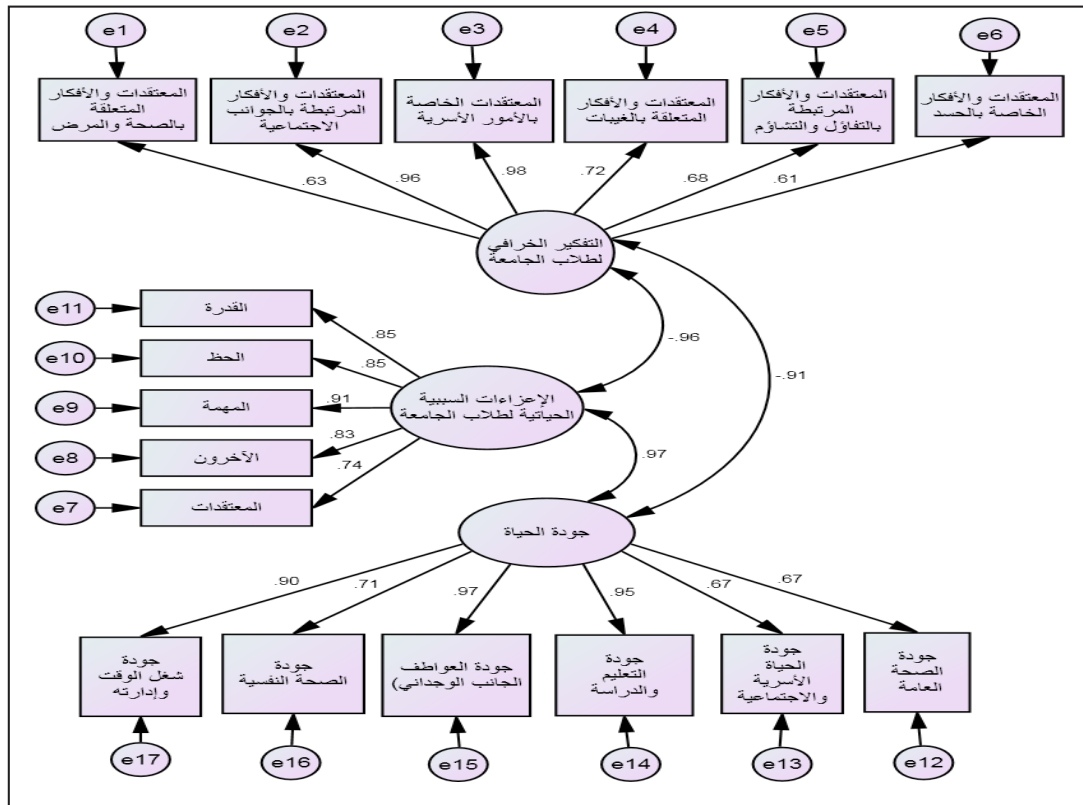 e1
e2
e3
e4
e5
e6
المعتقدات والأفكار
المتعلقة
بالصحة والمرض
المعتقدات والأفكار
المرتبطة بالجوانب
الاجتماعية
المعتقدات الخاصة
بالأمور الأسرية
المعتقدات والأفكار
المتعلقة بالغيبات
المعتقدات والأفكار
المرتبطة
بالتفاؤل والتشاؤم
المعتقدات والأفكار
الخاصة بالحسد
.63
.96
.98
.72
.68
.61
التفكير الخرافي
لطلاب الجامعة
e11
القدرة
.85
e10
الحظ
.85
e9
المهمة
.91
e8
الآخرون
.83
e7
المعتقدات
.74
الإعزاءات السببية
الحياتية لطلاب الجامعة
-.96
-.91
.97
جودة الحياة
.90
.71
.97
.95
.67
.67
جودة
شغل الوقت
وإدارته
جودة
الصحة النفسية
جودة العواطف
(الجانب الوجداني
جودة
التعليم
والدراسة
جودة
الحياة
الأسرية
والاجتماعية
جودة
الصحة
العامة
e17
e16
e15
e14
e13
e12